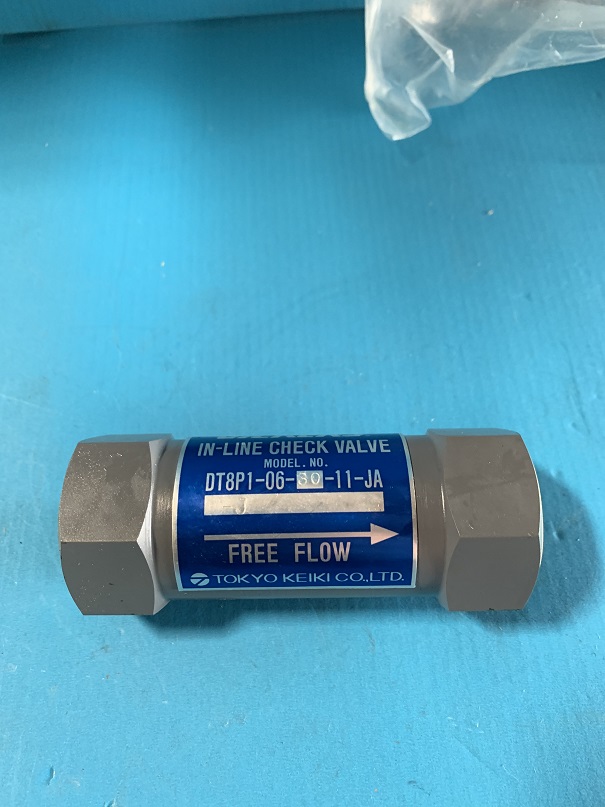 IN-LINE CHECK VALVE
MODEL. NO.
DT8P1-06-30-11-JA
FREE FLOW
TOKYO KEIKI CO.,LTD.